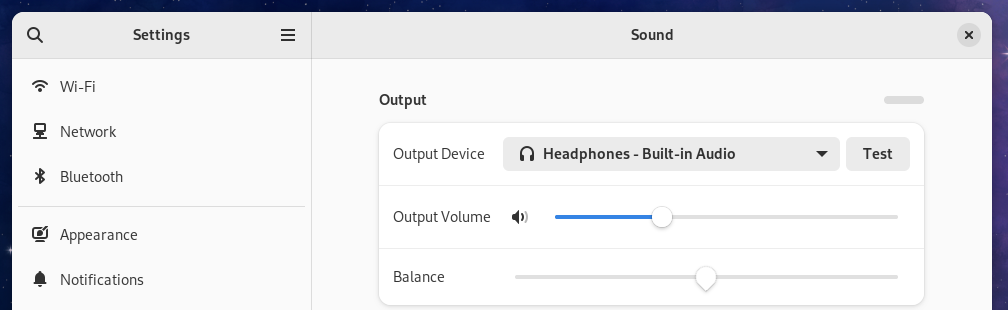 Settings
Sound
Wi-Fi
Network
Bluetooth
Appearance
Notifications
Output
Output Device
Headphones - Built-in Audio
Test
Output Volume
Balance